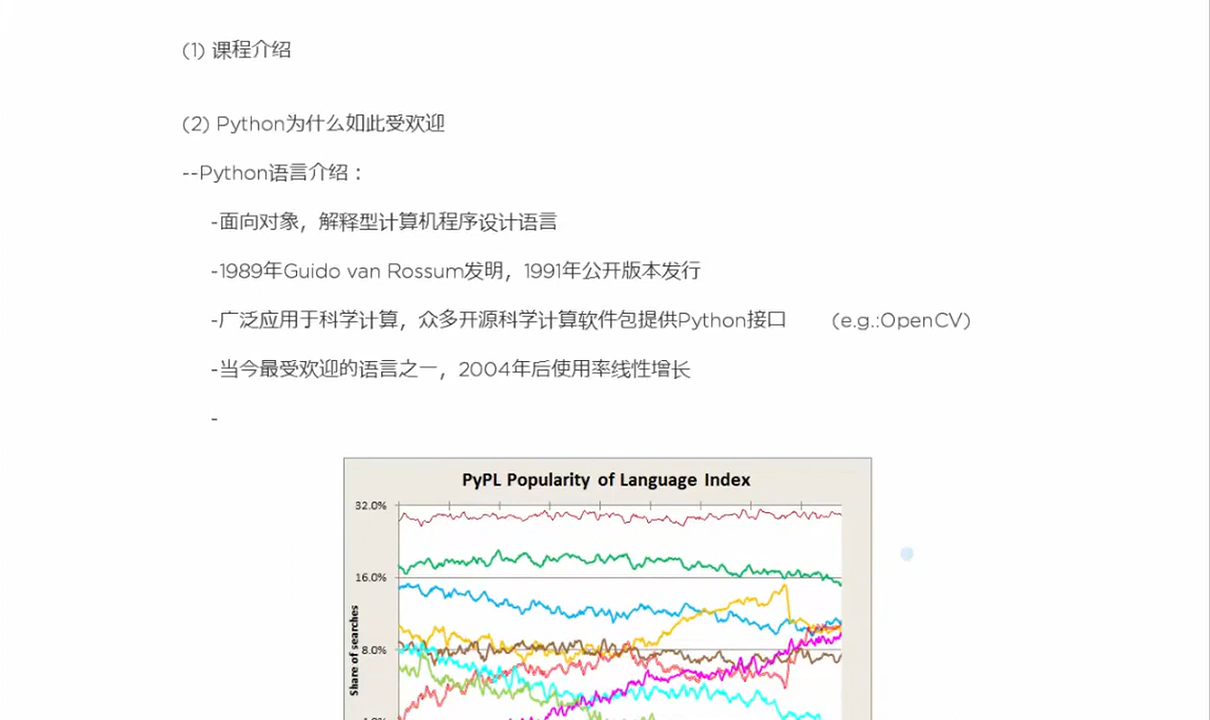 (1) 课程介绍
(2) Python为什么如此受欢迎
--Python语言介绍：
-面向对象，解释型计算机程序设计语言
-1989年Guido van Rossum发明，1991年公开版本发行
-广泛应用于科学计算，众多开源科学计算软件包提供Python接口 (e.g.:OpenCV)
-当今最受欢迎的语言之一，2004年后使用率线性增长
-
PyPL Popularity of Language Index
32.0%
16.0%
8.0%
Share of searches